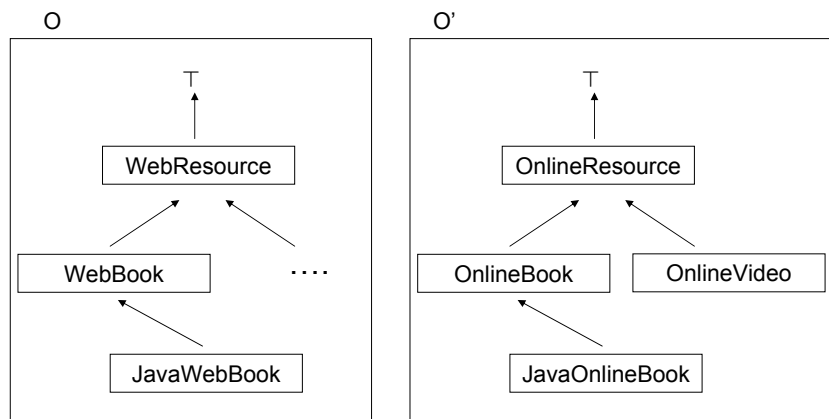 O
O’
⊤
⊤
WebResource
OnlineResource
WebBook
....
OnlineBook
OnlineVideo
JavaWebBook
JavaOnlineBook